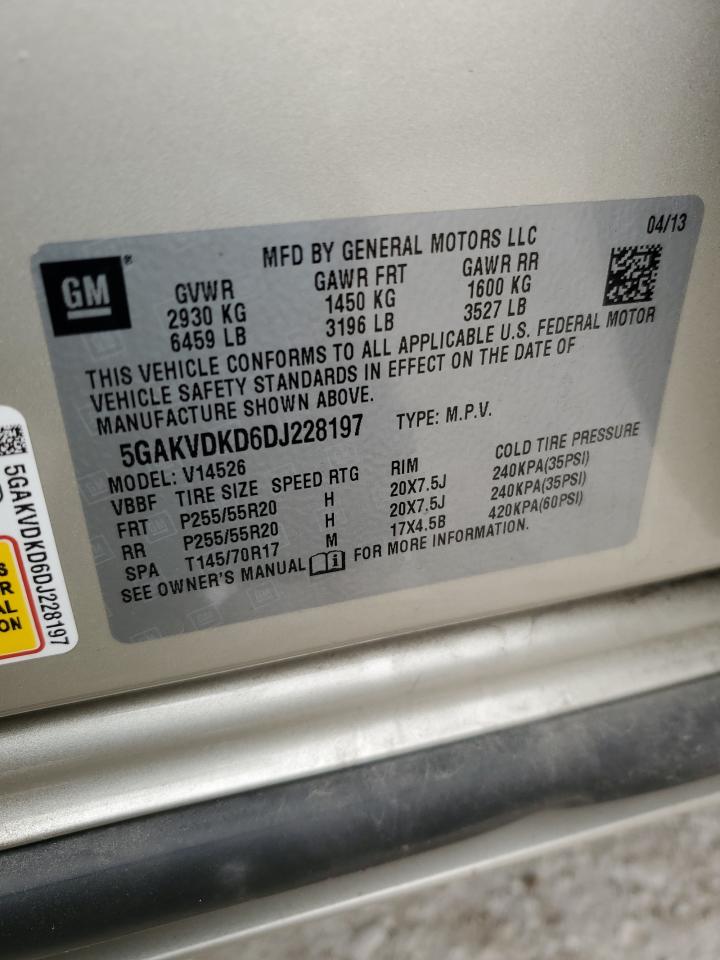 04/13
GM®
MFD BY GENERAL MOTORS LLC
GVWR GAWR FRT GAWR RR
2930 KG 1450 KG 1600 KG
6459 LB 3196 LB 3527 LB
THIS VEHICLE CONFORMS TO ALL APPLICABLE U.S. FEDERAL MOTOR
VEHICLE SAFETY STANDARDS IN EFFECT ON THE DATE OF
MANUFACTURE SHOWN ABOVE.
5GAKVDKD6DJ228197 TYPE: M.P.V.
MODEL: V14526
VBBF TIRE SIZE SPEED RTG RIM COLD TIRE PRESSURE
FRT P255/55R20 H 20X7.5J 240KPA(35PSI)
RR P255/55R20 H 20X7.5J 240KPA(35PSI)
SPA T145/70R17 M 17X4.5B 420KPA(60PSI)
SEE OWNER'S MANUAL i FOR MORE INFORMATION.
5GAKVDKD6DJ228197
S
R
AL
ON